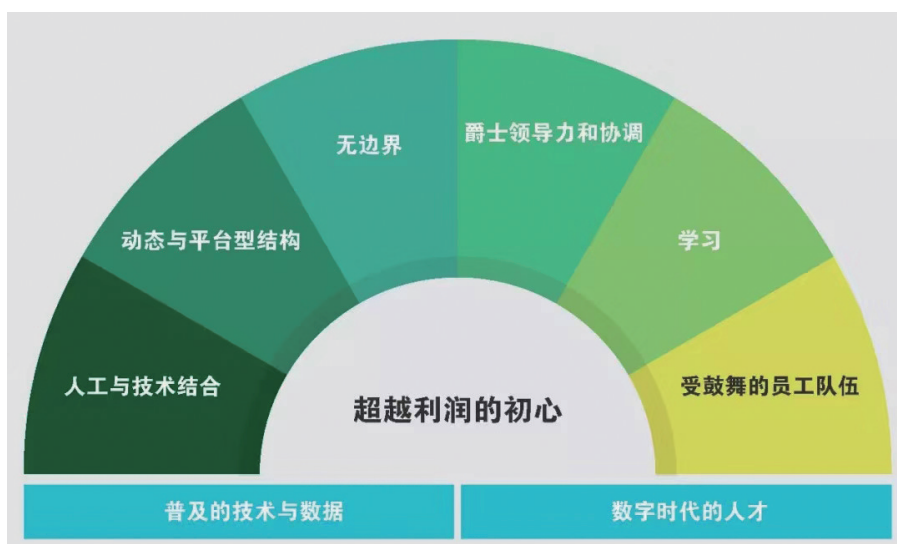 无边界
爵士领导力和协调
动态与平台型结构
学习
人工与技术结合
受鼓舞的员工队伍
超越利润的初心
普及的技术与数据
数字时代的人才